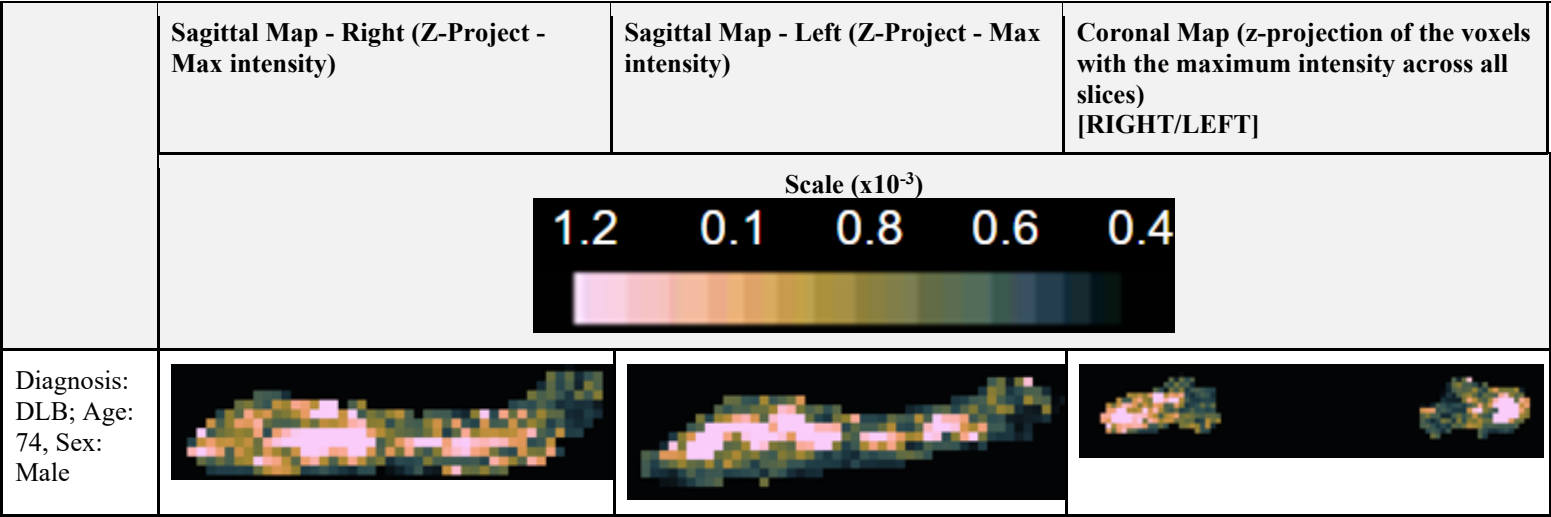 Sagittal Map - Right (Z-Project -
Max intensity)
Sagittal Map - Left (Z-Project - Max
intensity)
Coronal Map (z-projection of the voxels
with the maximum intensity across all
slices)
[RIGHT/LEFT]
Scale (x10-3)
1.2 0.1 0.8 0.6 0.4
Diagnosis:
DLB; Age:
74, Sex:
Male